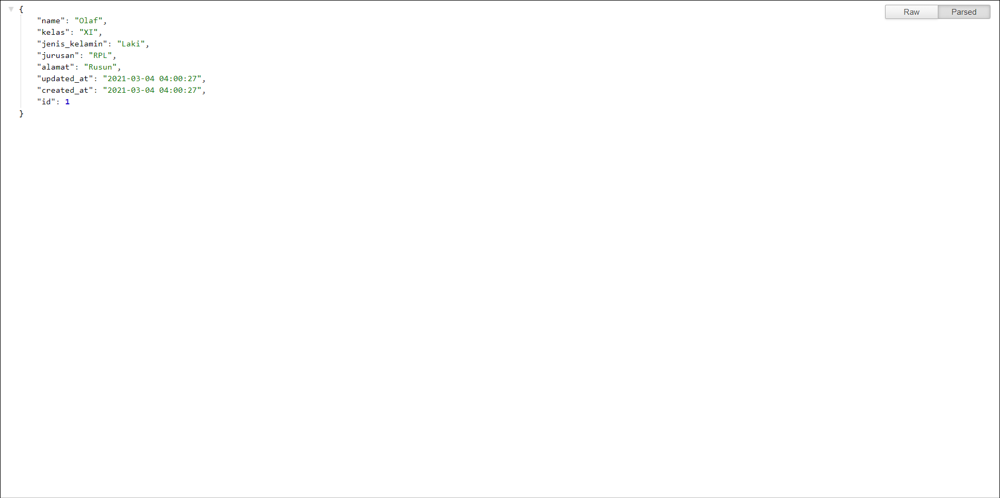 {
"name": "Olaf",
"kelas": "XI",
"jenis_kelamin": "Laki",
"jurusan": "RPL",
"alamat": "Rusun",
"updated_at": "2021-03-04 04:00:27",
"created_at": "2021-03-04 04:00:27",
"id": 1
}
Raw
Parsed